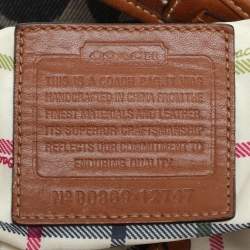 COACH
THIS IS A COACH BAG. IT WAS
HANDCRAFTED IN CHINA FROM THE
FINEST MATERIALS AND LEATHER.
ITS SUPERIOR CRAFTSMANSHIP
REFLECTS OUR COMMITMENT TO
ENDURING QUALITY.